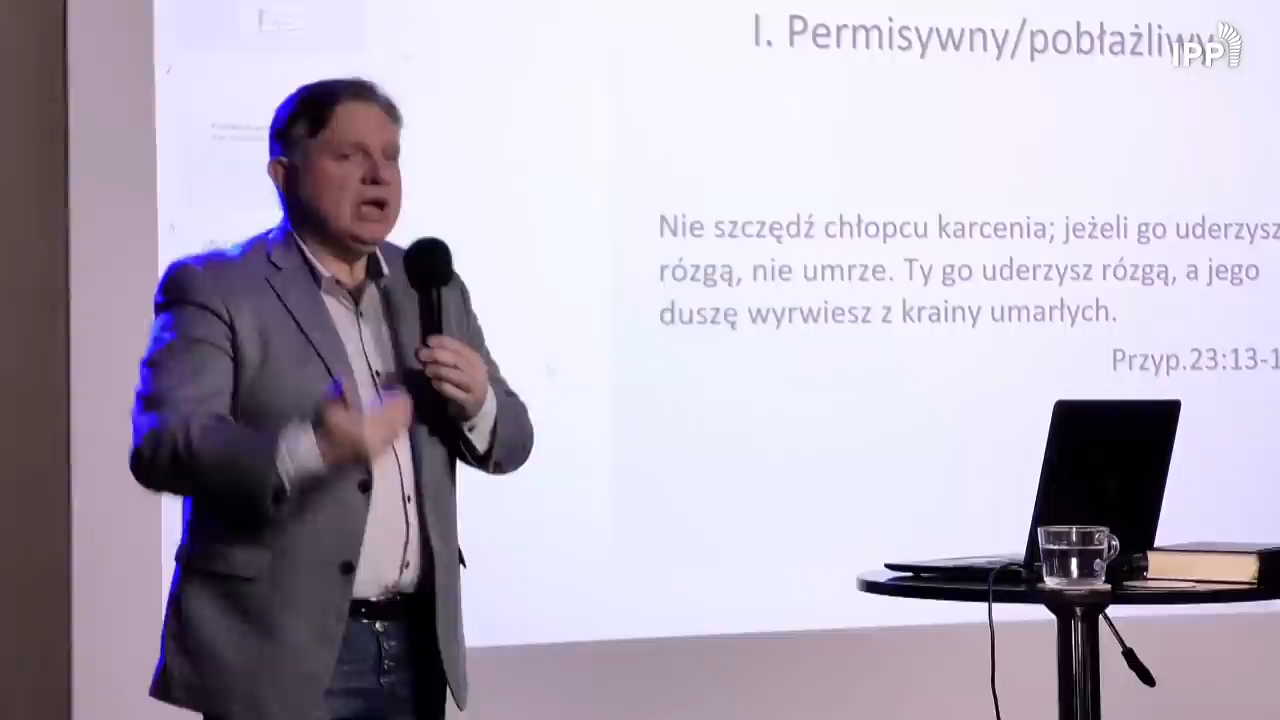 I. Permisywny/pobłażliwy
IPP
Nie szczędź chłopcu karcenia; jeżeli go uderzysz
rózgą, nie umrze. Ty go uderzysz rózgą, a jego
duszę wyrwiesz z krainy umarłych.
Przyp.23:13-1